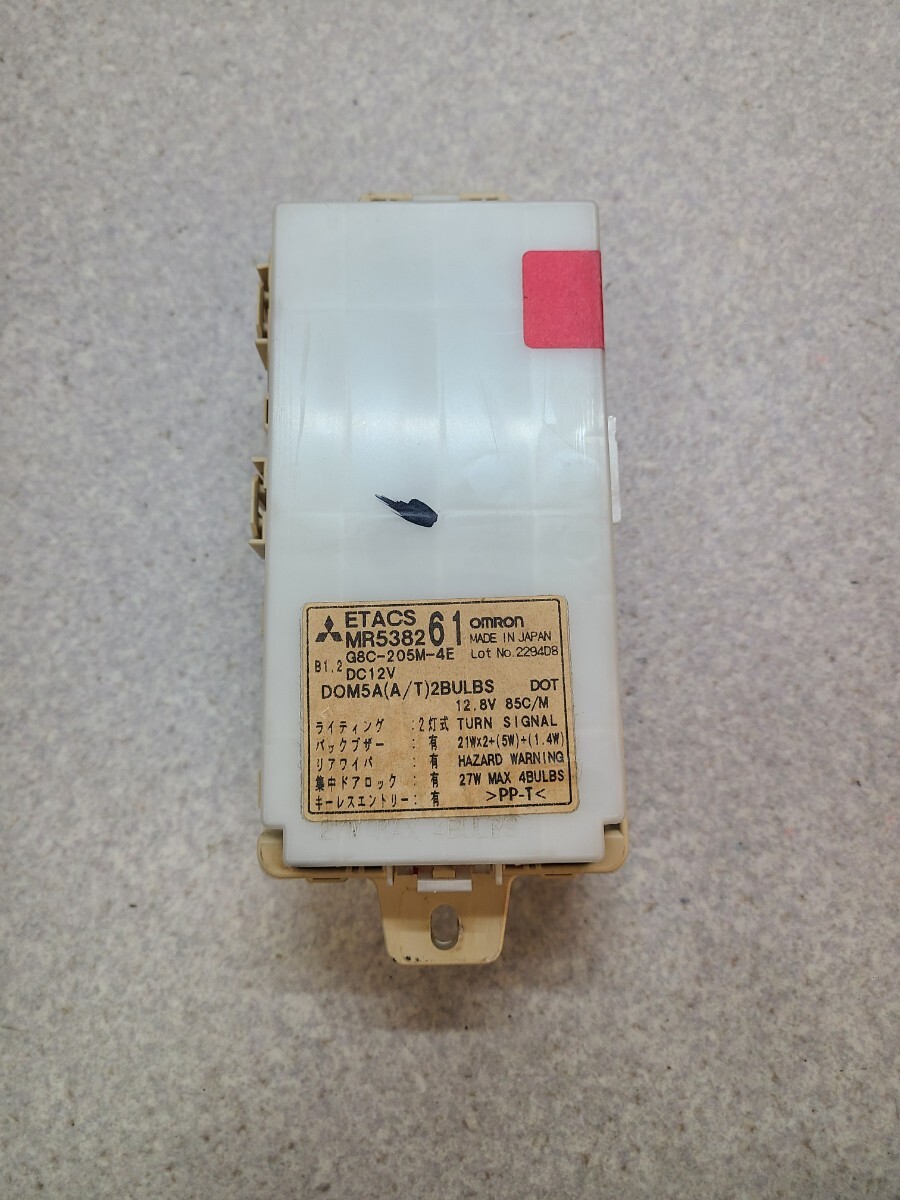 ETACS
MR538261
OMRON
MADE IN JAPAN
G8C-205M-4E Lot No.2294D8
B1.2
DC12V
DOM5A(A/T)2BULBS DOT
12.8V 85C/M
ライティング :2灯式 TURN SIGNAL
バックブザー : 有 21W×2+(5W)+(1.4W)
リアワイパ : 有 HAZARD WARNING
集中ドアロック : 有 27W MAX 4BULBS
キーレスエントリー: 有 >PP-T<